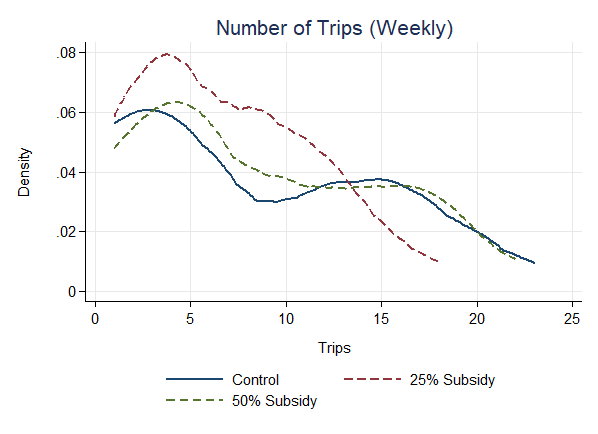 Number of Trips (Weekly)
.08
.06
.04
.02
0
Density
0 5 10 15 20 25
Trips
Control 25% Subsidy
50% Subsidy